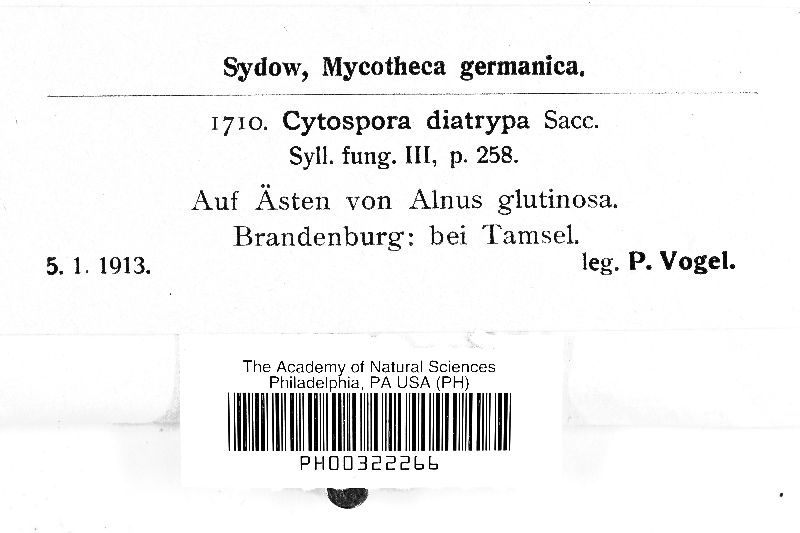 Sydow, Mycotheca germanica.
1710. Cytospora diatrypa Sacc.
Syll. fung. III, p. 258.
Auf Ästen von Alnus glutinosa.
Brandenburg: bei Tamsel.
5. 1. 1913. leg. P. Vogel.
The Academy of Natural Sciences
Philadelphia, PA USA (PH)
PH00322266